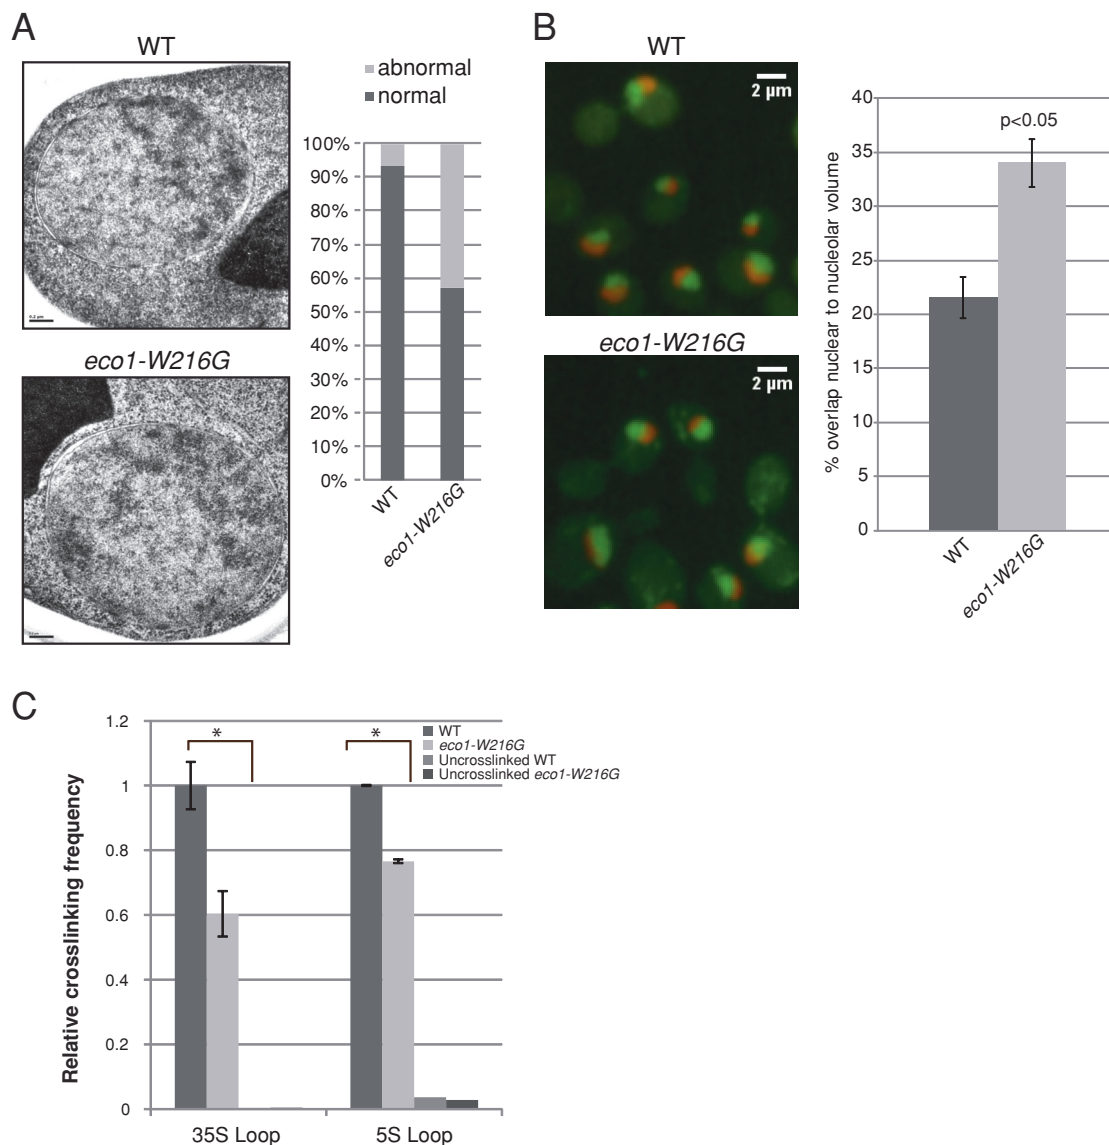 A
WT
abnormal
normal
100%
90%
80%
70%
60%
50%
40%
30%
20%
10%
0%
WT
eco1-W216G
0.2 µm
eco1-W216G
B
WT
2 µm
eco1-W216G
2 µm
% overlap nuclear to nucleolar volume
40
35
30
25
20
15
10
5
0
p<0.05
WT
eco1-W216G
C
Relative crosslinking frequency
1.2
1
0.8
0.6
0.4
0.2
0
*
*
WT
eco1-W216G
Uncrosslinked WT
Uncrosslinked eco1-W216G
35S Loop
5S Loop